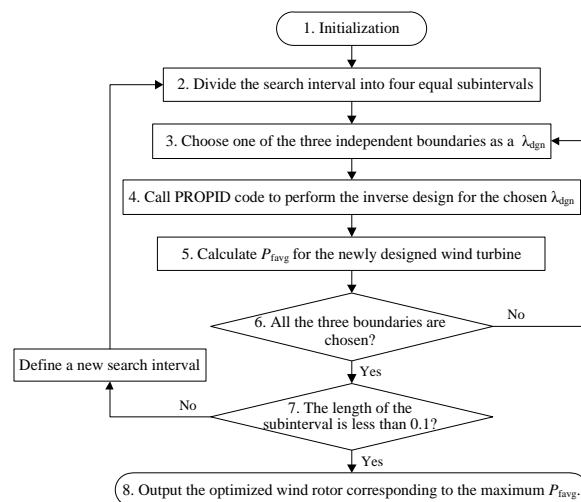 1. Initialization
2. Divide the search interval into four equal subintervals
3. Choose one of the three independent boundaries as a λdgn
4. Call PROPID code to perform the inverse design for the chosen λdgn
5. Calculate Pfavg for the newly designed wind turbine
6. All the three boundaries are
chosen?
No
Yes
Define a new search interval
No
7. The length of the
subinterval is less than 0.1?
Yes
8. Output the optimized wind rotor corresponding to the maximum Pfavg.